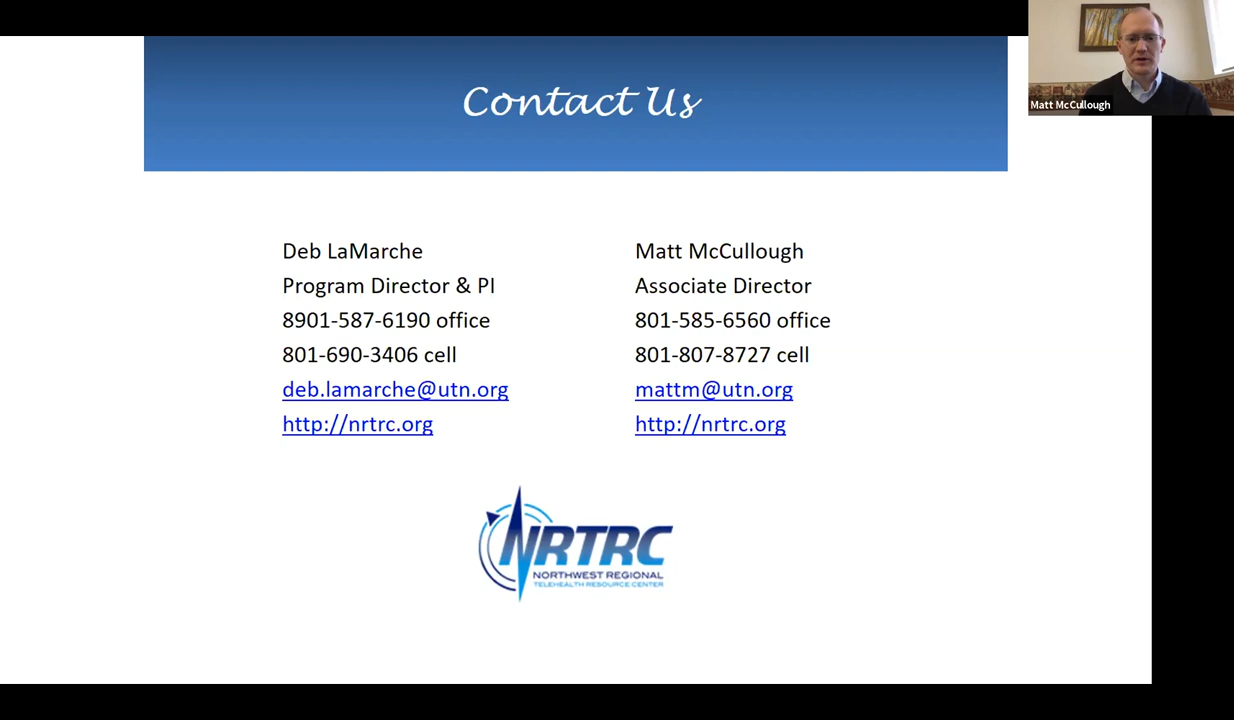 Contact Us
Matt McCullough
Deb LaMarche
Program Director & PI
8901-587-6190 office
801-690-3406 cell
deb.lamarche@utn.org
http://nrtrc.org
Matt McCullough
Associate Director
801-585-6560 office
801-807-8727 cell
mattm@utn.org
http://nrtrc.org
NRTRC
NORTHWEST REGIONAL
TELEHEALTH RESOURCE CENTER